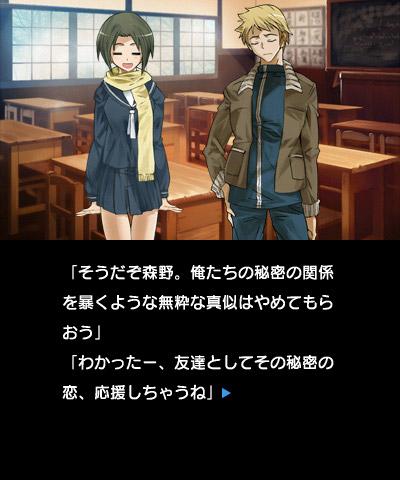 「そうだぞ森野。俺たちの秘密の関係
を暴くような無粋な真似はやめてもら
おう」
「わかったー、友達としてその秘密の
恋、応援しちゃうね」